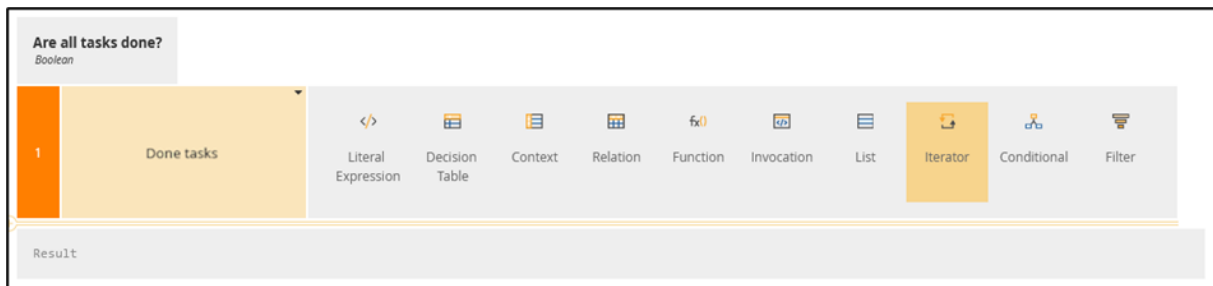 Are all tasks done?
Boolean
1
Done tasks
</>
Literal
Expression
Decision
Table
Context
Relation
fx()
Function
</>
Invocation
List
Iterator
Conditional
Filter
Result